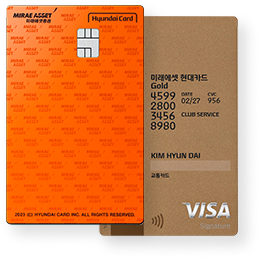 MIRAE ASSET
미래에셋증권
HyundaiCard
2023 (C) HYUNDAI CARD INC. ALL RIGHTS RESERVED.
미래에셋 현대카드
Gold
4599
2800
3456
8980
DATE
02/27
CVC
956
CLUB SERVICE
KIM HYUN DAI
교통카드
VISA
Signature